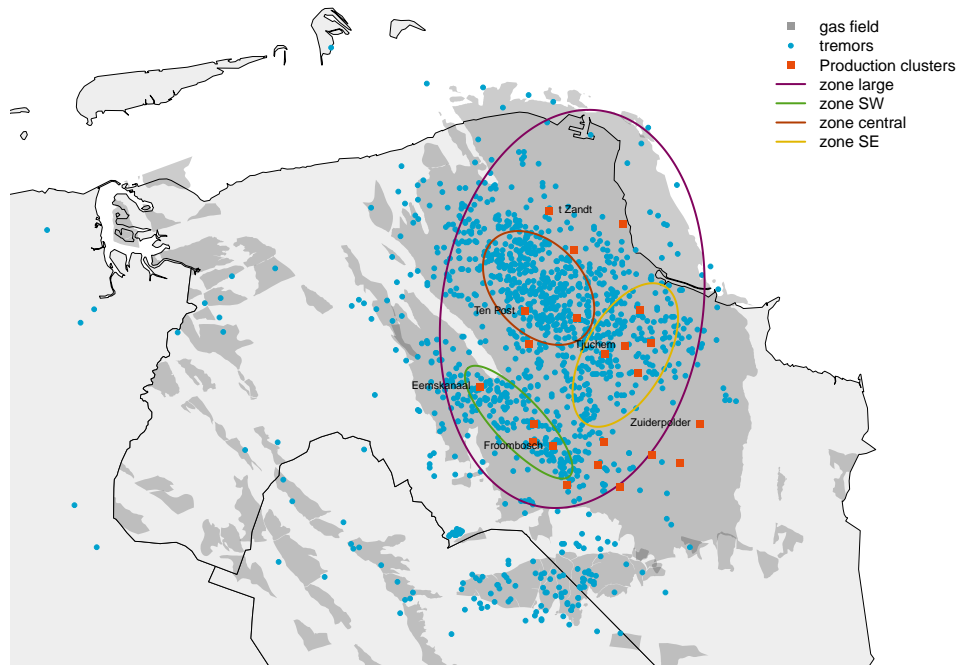 gas field
tremors
Production clusters
zone large
zone SW
zone central
zone SE
t Zandt
Ten Post
Tjuchem
Eemskanaal
Zuiderpolder
Froombosch